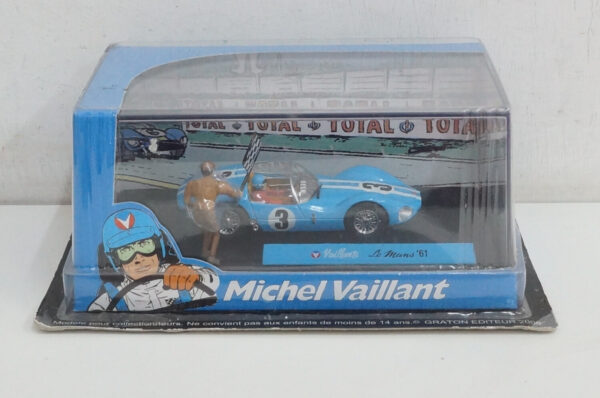 TOTAL TOTAL TOTAL TOTAL
3
3
V Vaillante Le Mans '61
V
Michel Vaillant
Modèle pour collectionneurs. Ne convient pas aux enfants de moins de 14 ans.© GRATON EDITEUR